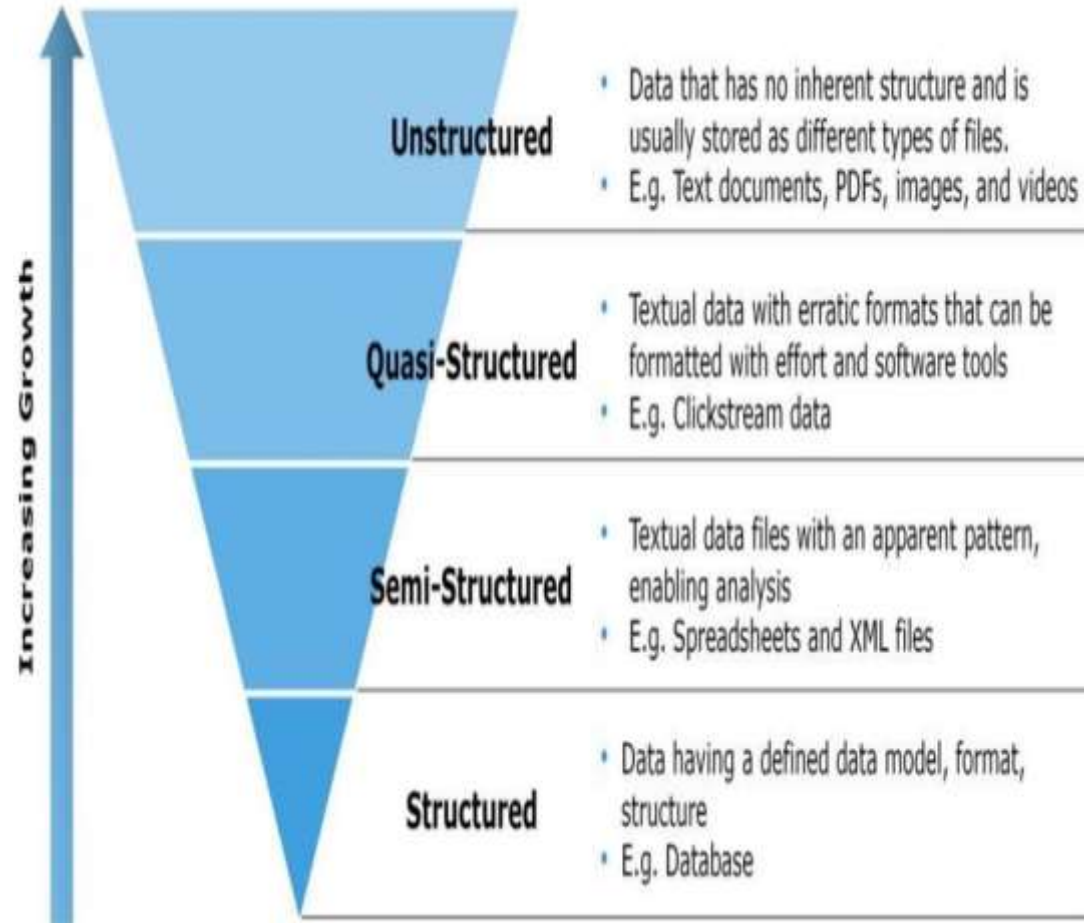 Increasing Growth
Unstructured
• Data that has no inherent structure and is
usually stored as different types of files.
• E.g. Text documents, PDFs, images, and videos
Quasi-Structured
• Textual data with erratic formats that can be
formatted with effort and software tools
• E.g. Clickstream data
Semi-Structured
• Textual data files with an apparent pattern,
enabling analysis
• E.g. Spreadsheets and XML files
Structured
• Data having a defined data model, format,
structure
• E.g. Database